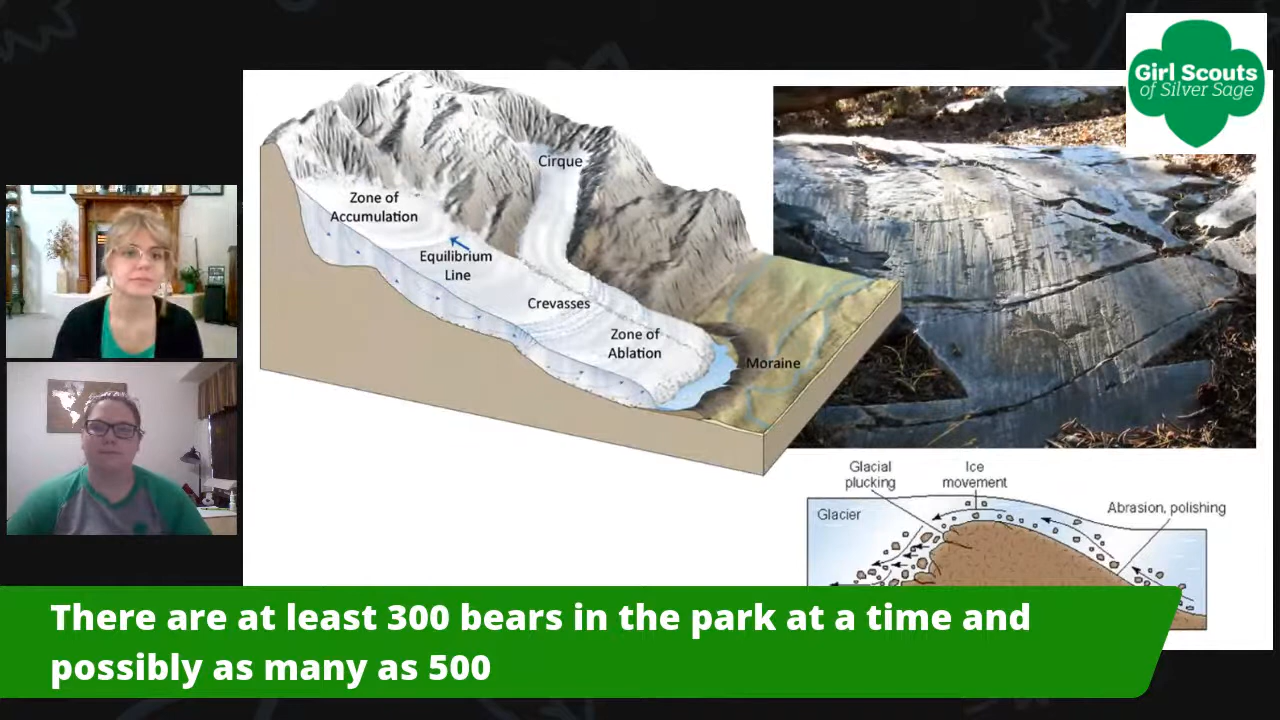 Girl Scouts
of Silver Sage
Cirque
Zone of
Accumulation
Equilibrium
Line
Crevasses
Zone of
Ablation
Moraine
Glacial
plucking
Ice
movement
Abrasion, polishing
Glacier
There are at least 300 bears in the park at a time and
possibly as many as 500